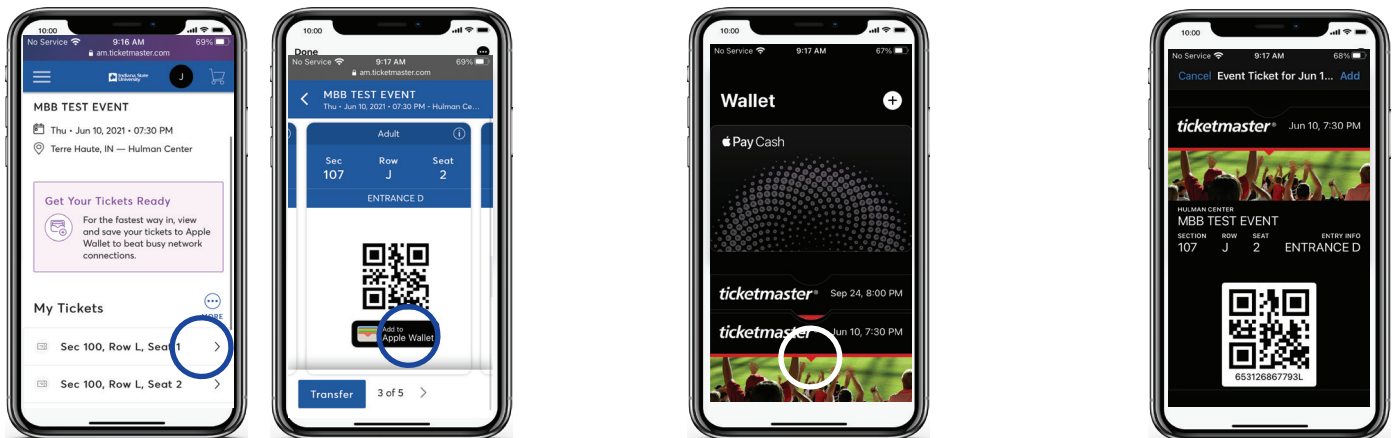 10:00
No Service 9:16 AM 69%
am.ticketmaster.com
Indiana State
University
J
MBB TEST EVENT
Thu • Jun 10, 2021 • 07:30 PM
Terre Haute, IN — Hulman Center
Get Your Tickets Ready
For the fastest way in, view
and save your tickets to Apple
Wallet to beat busy network
connections.
My Tickets
MORE
Sec 100, Row L, Seat 1
Sec 100, Row L, Seat 2
10:00
Done
No Service 9:17 AM 69%
am.ticketmaster.com
MBB TEST EVENT
Thu • Jun 10, 2021 • 07:30 PM • Hulman Ce...
Adult
Sec Row Seat
107 J 2
ENTRANCE D
Add to
Apple Wallet
Transfer 3 of 5
10:00
No Service 9:17 AM 67%
Wallet
Pay Cash
ticketmaster® Sep 24, 8:00 PM
ticketmaster Jun 10, 7:30 PM
10:00
No Service 9:17 AM 68%
Cancel Event Ticket for Jun 1... Add
ticketmaster® Jun 10, 7:30 PM
HULMAN CENTER
MBB TEST EVENT
SECTION ROW SEAT ENTRY INFO
107 J 2 ENTRANCE D
653126867793L